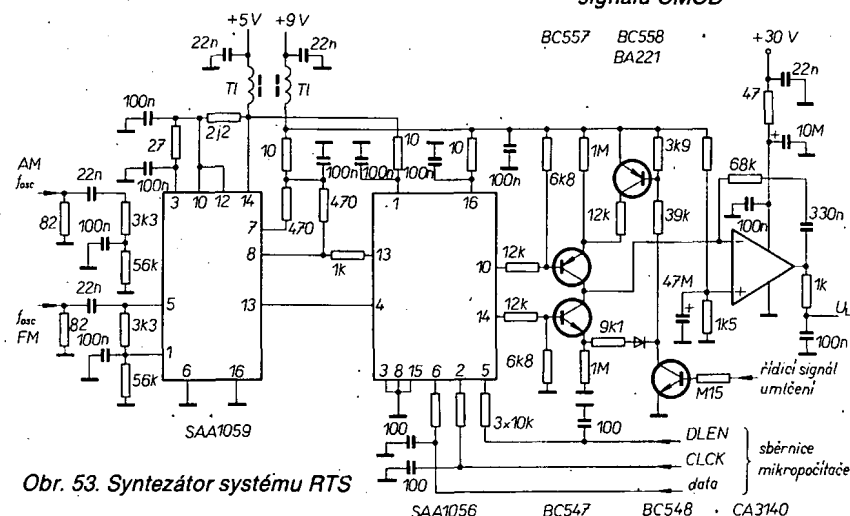 signálu UMOD
BC557 BC558
BA221
+5V +9V +30V
22n 22n 22n
Tl Tl
47
100n 2j2 10M
27
10 10 10
100n 100n 100n
100n
6k8 1M 3k9
68k
AM
fosc
22n
100n
3 10 12 14
1 16
12k 39k
100n
330n
82 3k3
100n
7 470 470
8
1k
13
56k
10 12k
47M
1k
fosc
FM
22n
5
13
4
14 12k
UL
82 3k3
100n
1
9k1
1k5
100n
56k
6 16
3 8 15 6 2 5
6k8 1M
M15
řídicí signál
umlčení
SAA1059
3×10k
100
DLEN
100
CLCK
sběrnice
mikropočítače
100
data
Obr. 53. Syntezátor systému RTS
SAA1056 BC547 BC548 CA3140